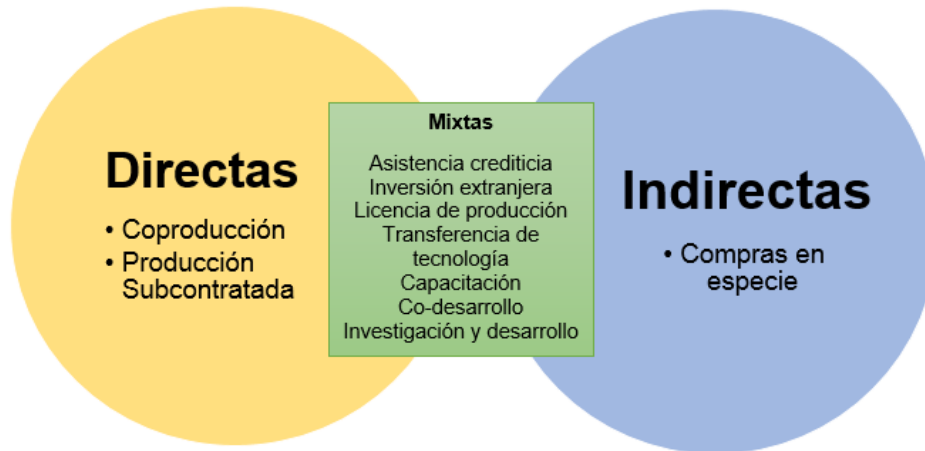 Directas
• Coproducción
• Producción
Subcontratada
Mixtas
Asistencia crediticia
Inversión extranjera
Licencia de producción
Transferencia de
tecnología
Capacitación
Co-desarrollo
Investigación y desarrollo
Indirectas
• Compras en
especie